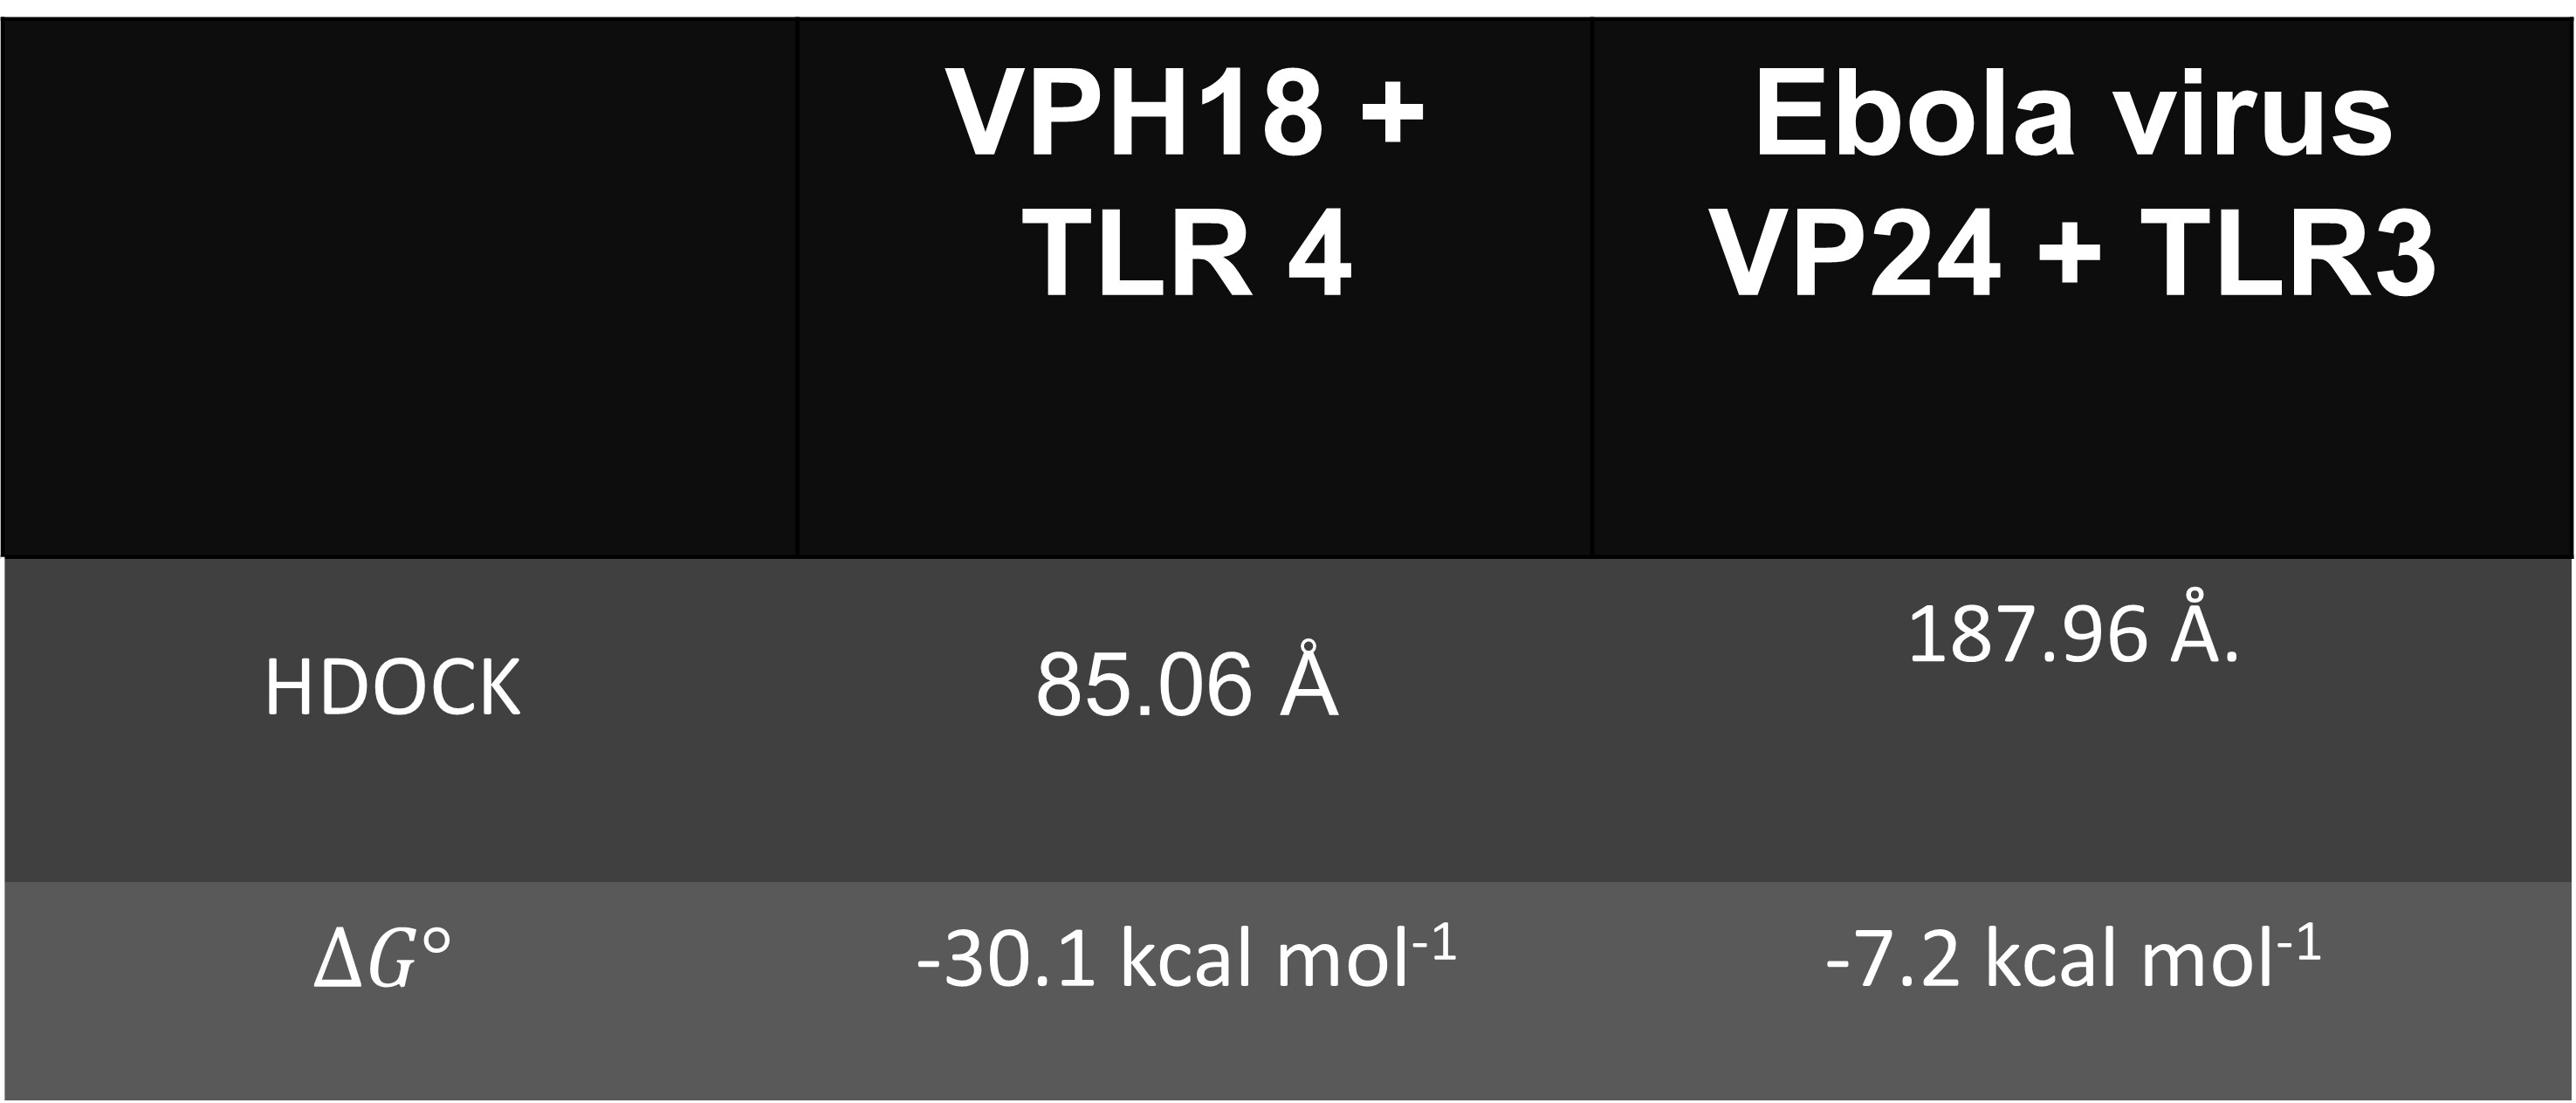 VPH18 +
TLR 4
Ebola virus
VP24 + TLR3
HDOCK
85.06 Å
187.96 Å.
ΔG°
-30.1 kcal mol⁻¹
-7.2 kcal mol⁻¹